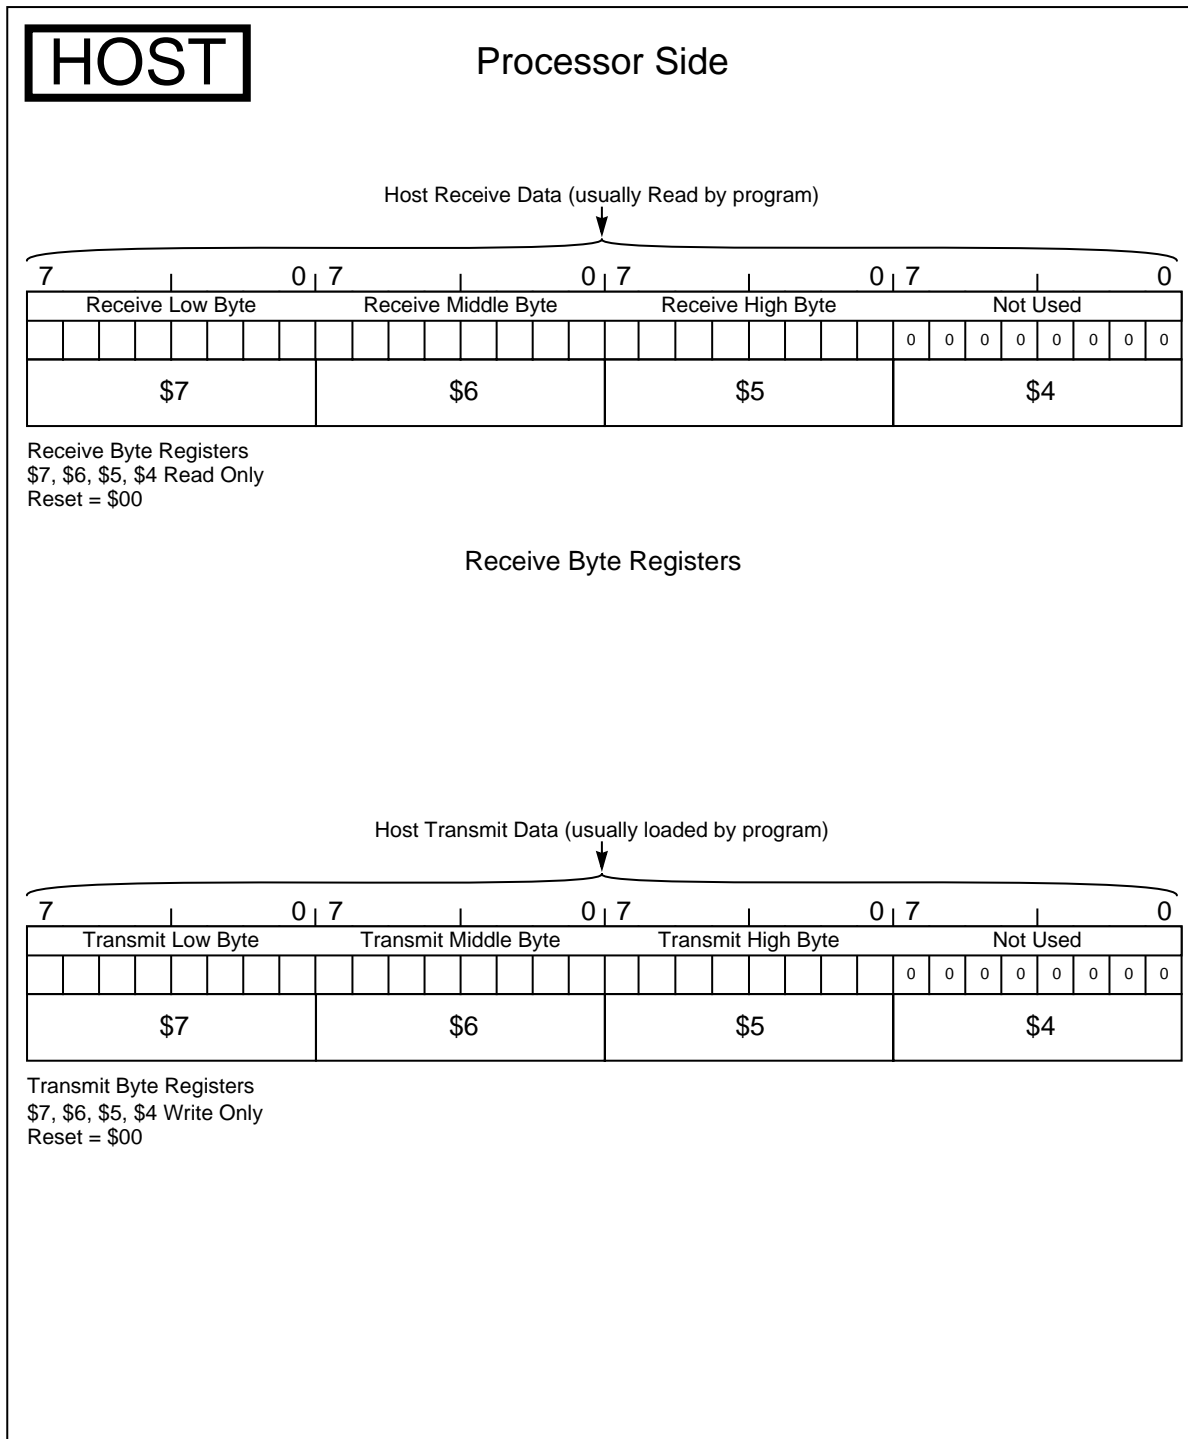 HOST
Processor Side
Host Receive Data (usually Read by program)
7 0 7 0 7 0 7 0
Receive Low Byte Receive Middle Byte Receive High Byte Not Used
0 0 0 0 0 0 0 0
$7 $6 $5 $4
Receive Byte Registers
$7, $6, $5, $4 Read Only
Reset = $00
Receive Byte Registers
Host Transmit Data (usually loaded by program)
7 0 7 0 7 0 7 0
Transmit Low Byte Transmit Middle Byte Transmit High Byte Not Used
0 0 0 0 0 0 0 0
$7 $6 $5 $4
Transmit Byte Registers
$7, $6, $5, $4 Write Only
Reset = $00